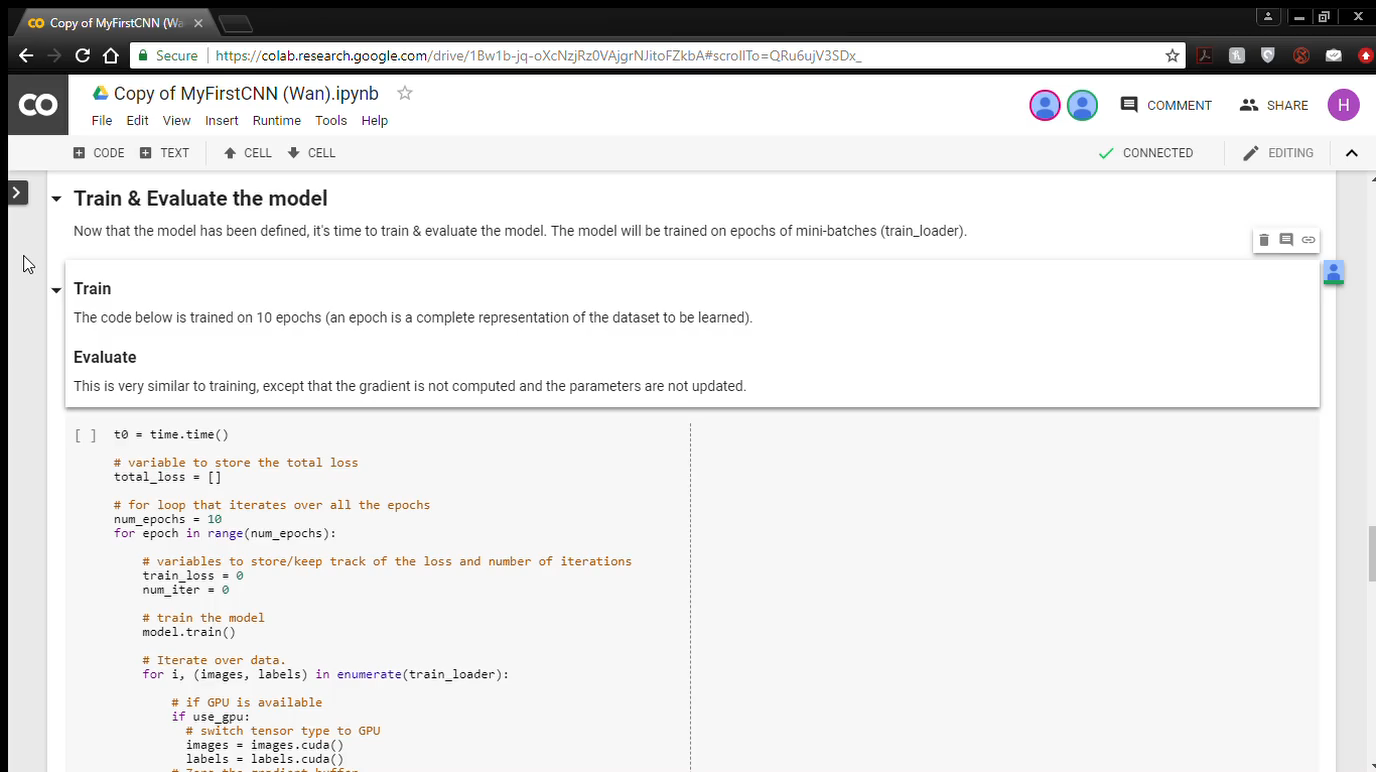 Copy of MyFirstCNN (Wa
Secure https://colab.research.google.com/drive/1Bw1b-jq-oXcNzjRz0VAjgrNJitoFZkbA#scrollTo=QRu6ujV3SDx_
CO Copy of MyFirstCNN (Wan).ipynb
COMMENT SHARE H
File Edit View Insert Runtime Tools Help
CODE TEXT CELL CELL CONNECTED EDITING
Train & Evaluate the model
Now that the model has been defined, it's time to train & evaluate the model. The model will be trained on epochs of mini-batches (train_loader).
Train
The code below is trained on 10 epochs (an epoch is a complete representation of the dataset to be learned).
Evaluate
This is very similar to training, except that the gradient is not computed and the parameters are not updated.
[ ] t0 = time.time()
# variable to store the total loss
total_loss = []
# for loop that iterates over all the epochs
num_epochs = 10
for epoch in range(num_epochs):
# variables to store/keep track of the loss and number of iterations
train_loss = 0
num_iter = 0
# train the model
model.train()
# Iterate over data.
for i, (images, labels) in enumerate(train_loader):
# if GPU is available
if use_gpu:
# switch tensor type to GPU
images = images.cuda()
labels = labels.cuda()
# Zero the gradient buffer